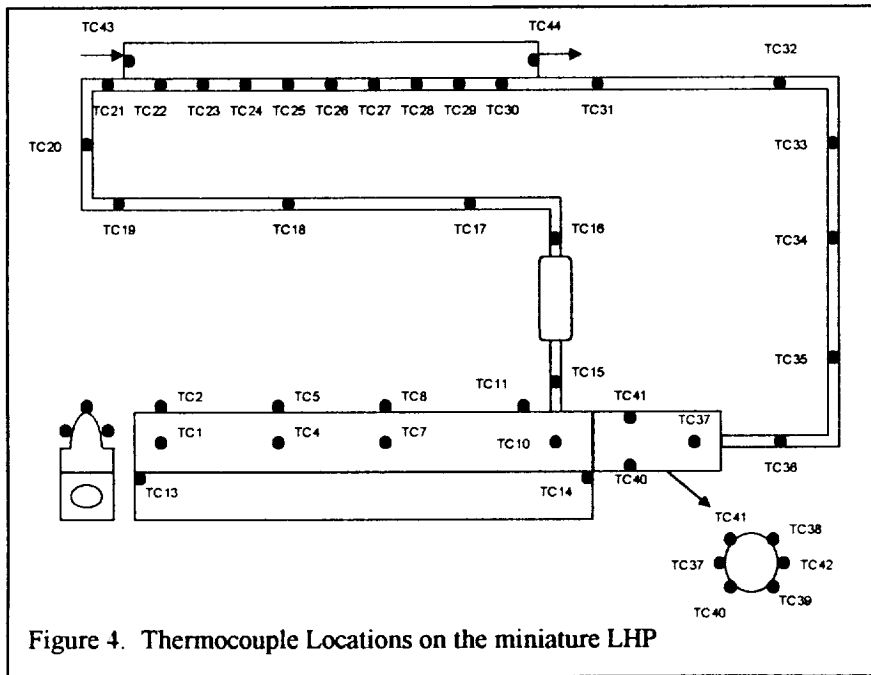 TC43 TC44 TC32
TC21 TC22 TC23 TC24 TC25 TC26 TC27 TC28 TC29 TC30 TC31
TC20 TC33
TC19 TC18 TC17 TC16 TC34
TC15 TC35
TC2 TC5 TC8 TC11 TC41
TC1 TC4 TC7 TC10 TC37 TC36
TC13 TC14 TC40
TC41 TC38
TC37 TC42
TC40 TC39
Figure 4. Thermocouple Locations on the miniature LHP